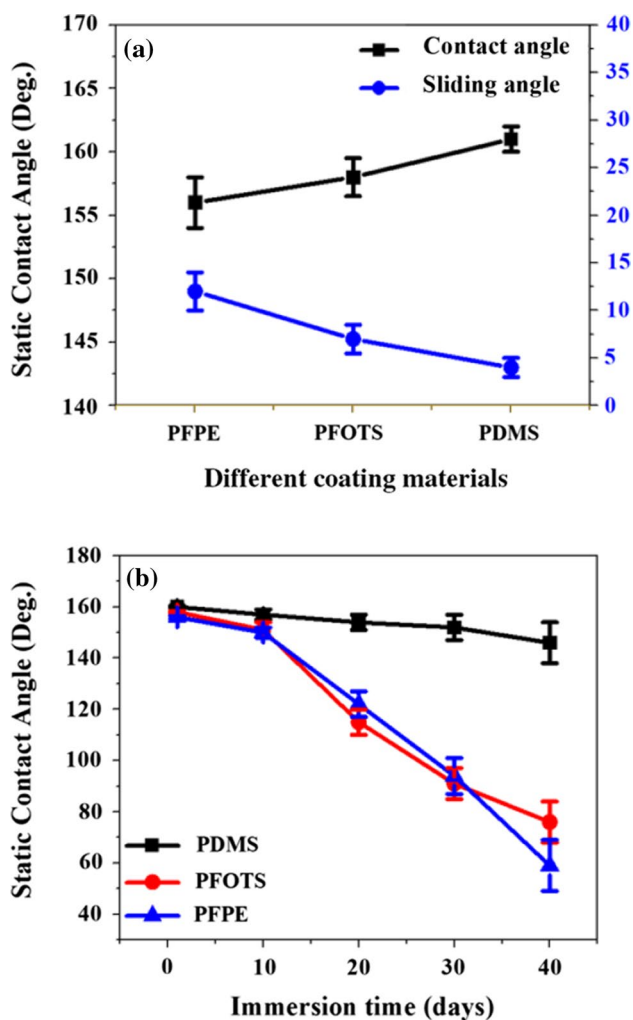 (a)
Contact angle
Sliding angle
Static Contact Angle (Deg.)
170
165
160
155
150
145
140
40
35
30
25
20
15
10
5
0
PFPE PFOTS PDMS
Different coating materials
(b)
Static Contact Angle (Deg.)
180
160
140
120
100
80
60
40
PDMS
PFOTS
PFPE
0 10 20 30 40
Immersion time (days)